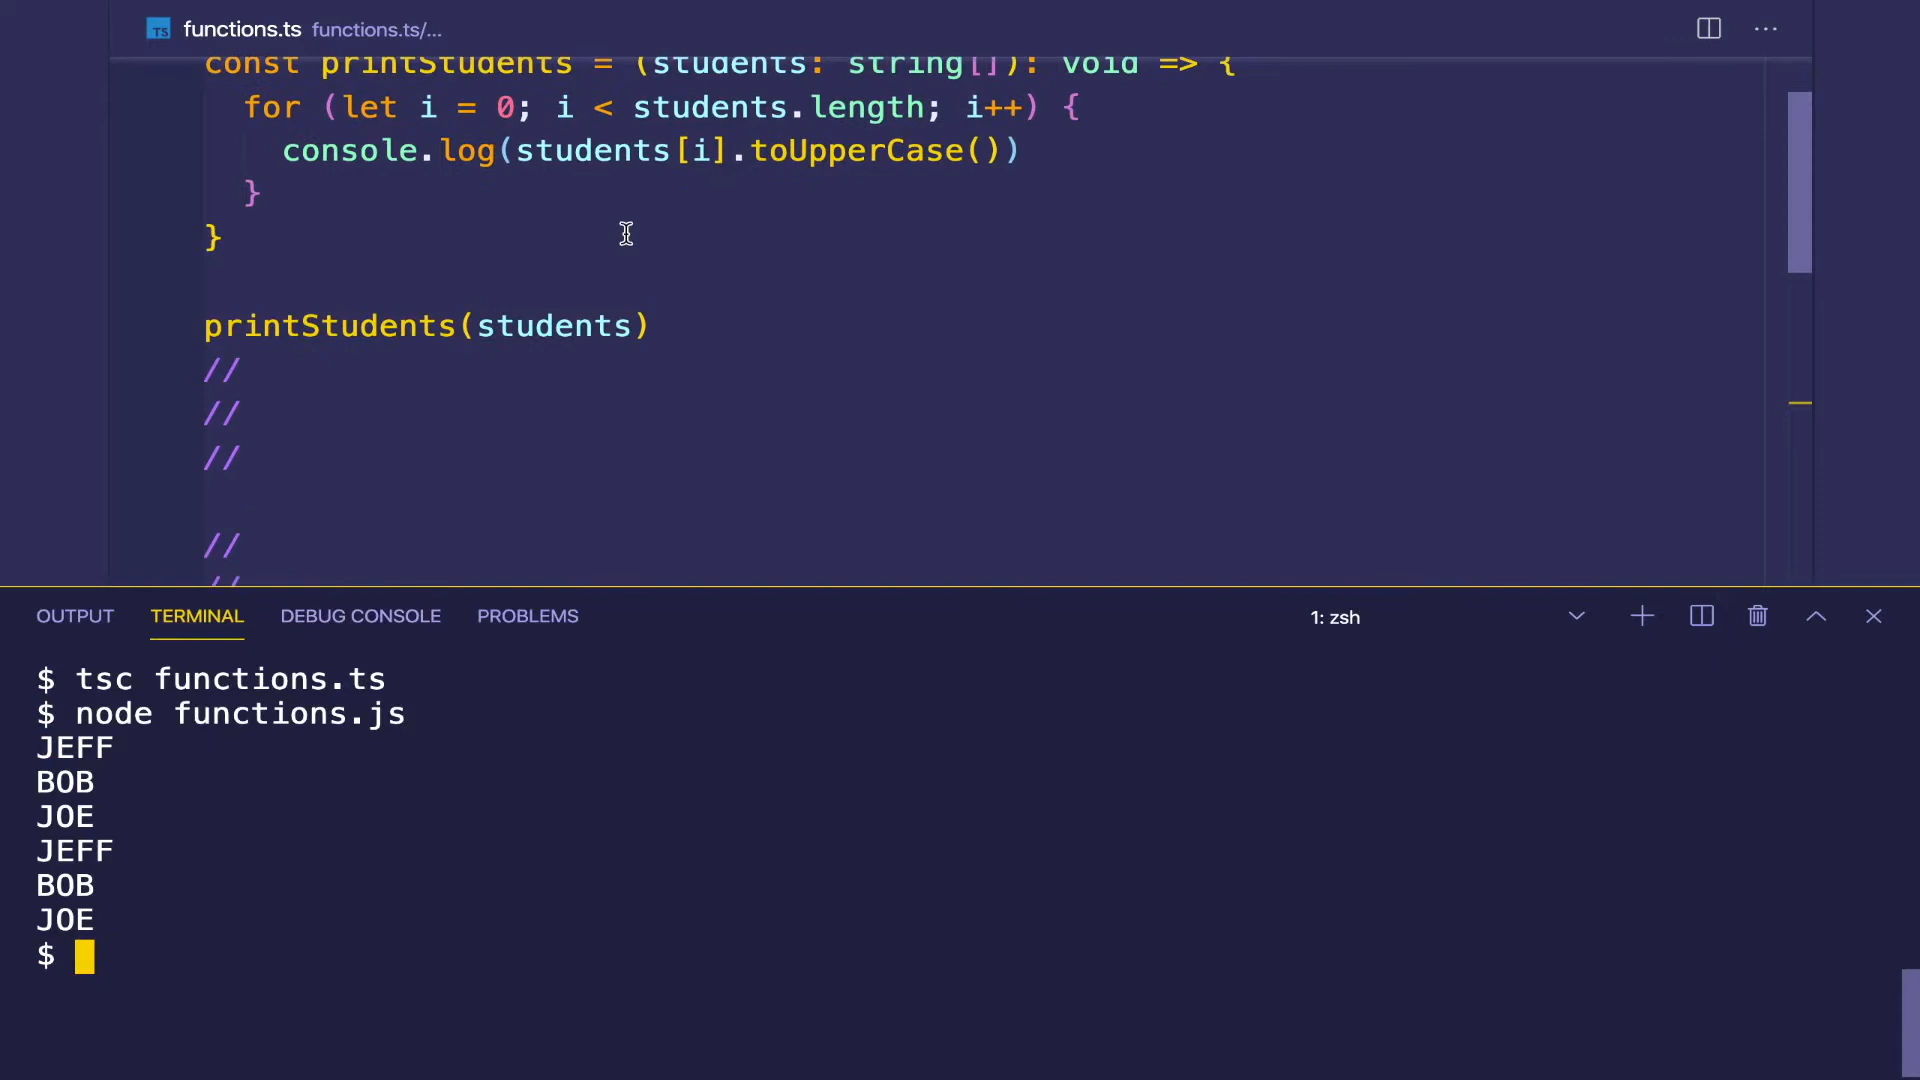 TS functions.ts functions.ts/...
const printStudents = (students: string[]): void => {
for (let i = 0; i < students.length; i++) {
console.log(students[i].toUpperCase())
}
}
printStudents(students)
//
//
//
//
//
OUTPUT TERMINAL DEBUG CONSOLE PROBLEMS 1: zsh
$ tsc functions.ts
$ node functions.js
JEFF
BOB
JOE
JEFF
BOB
JOE
$